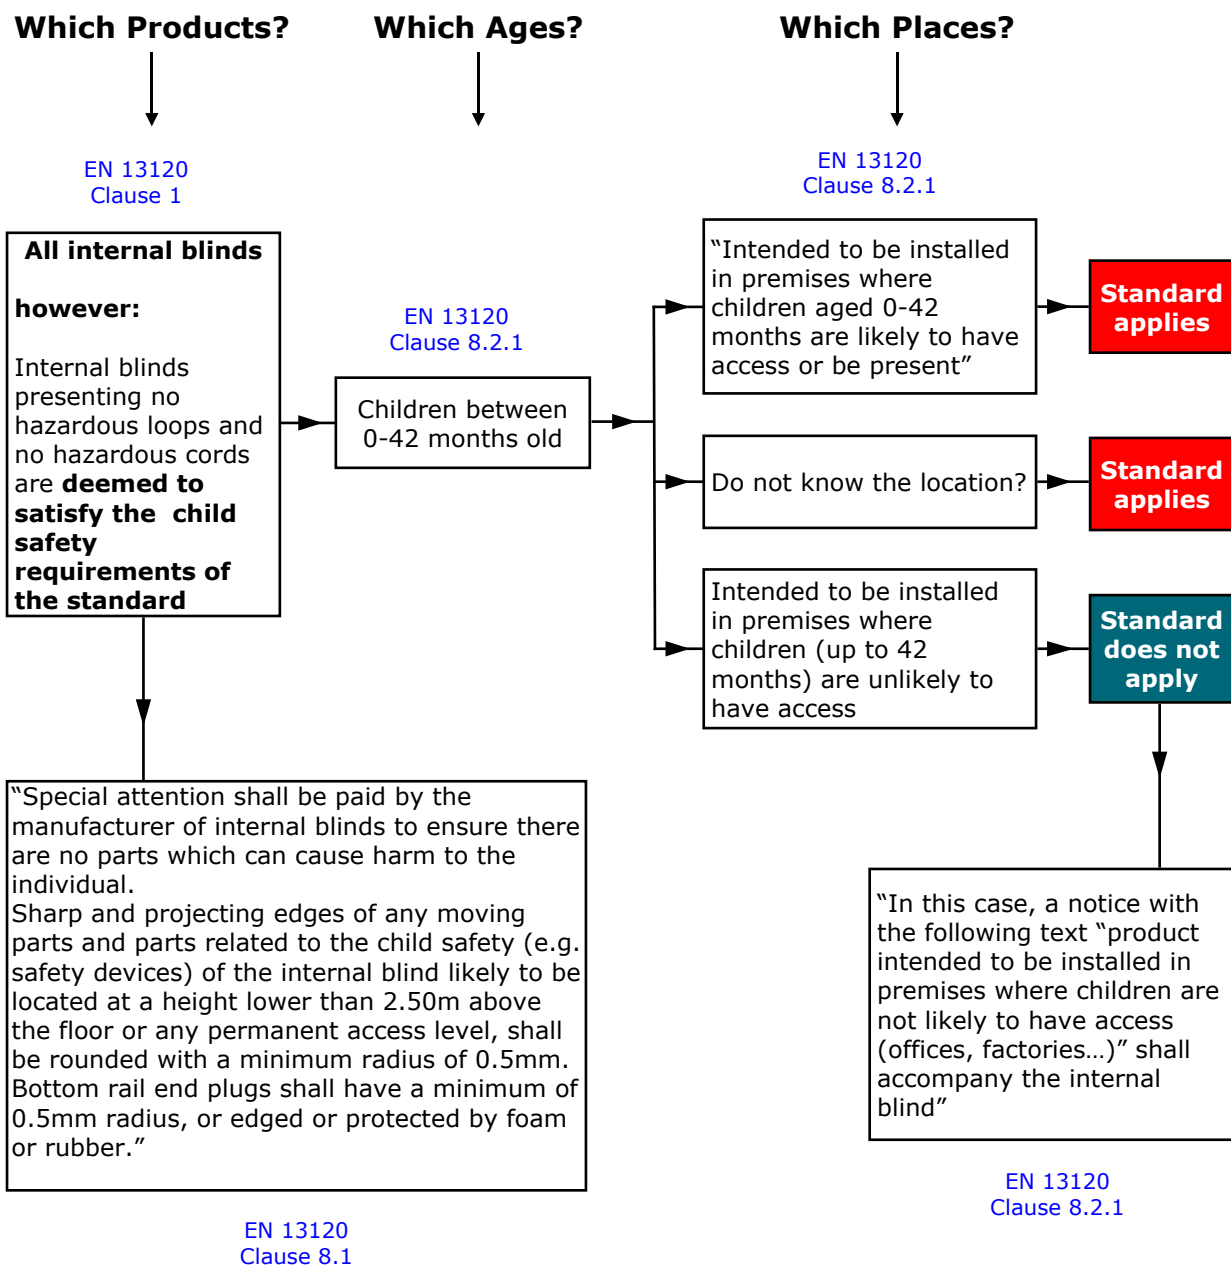 Which Products?
Which Ages?
Which Places?
EN 13120
Clause 1
All internal blinds
however:
Internal blinds
presenting no
hazardous loops and
no hazardous cords
are deemed to
satisfy the  child
safety
requirements of
the standard
EN 13120
Clause 8.2.1
Children between
0-42 months old
EN 13120
Clause 8.2.1
“Intended to be installed
in premises where
children aged 0-42
months are likely to have
access or be present”
Standard
applies
Do not know the location?
Standard
applies
Intended to be installed
in premises where
children (up to 42
months) are unlikely to
have access
Standard
does not
apply
“Special attention shall be paid by the
manufacturer of internal blinds to ensure there
are no parts which can cause harm to the
individual.
Sharp and projecting edges of any moving
parts and parts related to the child safety (e.g.
safety devices) of the internal blind likely to be
located at a height lower than 2.50m above
the floor or any permanent access level, shall
be rounded with a minimum radius of 0.5mm.
Bottom rail end plugs shall have a minimum of
0.5mm radius, or edged or protected by foam
or rubber.”
EN 13120
Clause 8.1
“In this case, a notice with
the following text “product
intended to be installed in
premises where children are
not likely to have access
(offices, factories…)” shall
accompany the internal
blind”
EN 13120
Clause 8.2.1